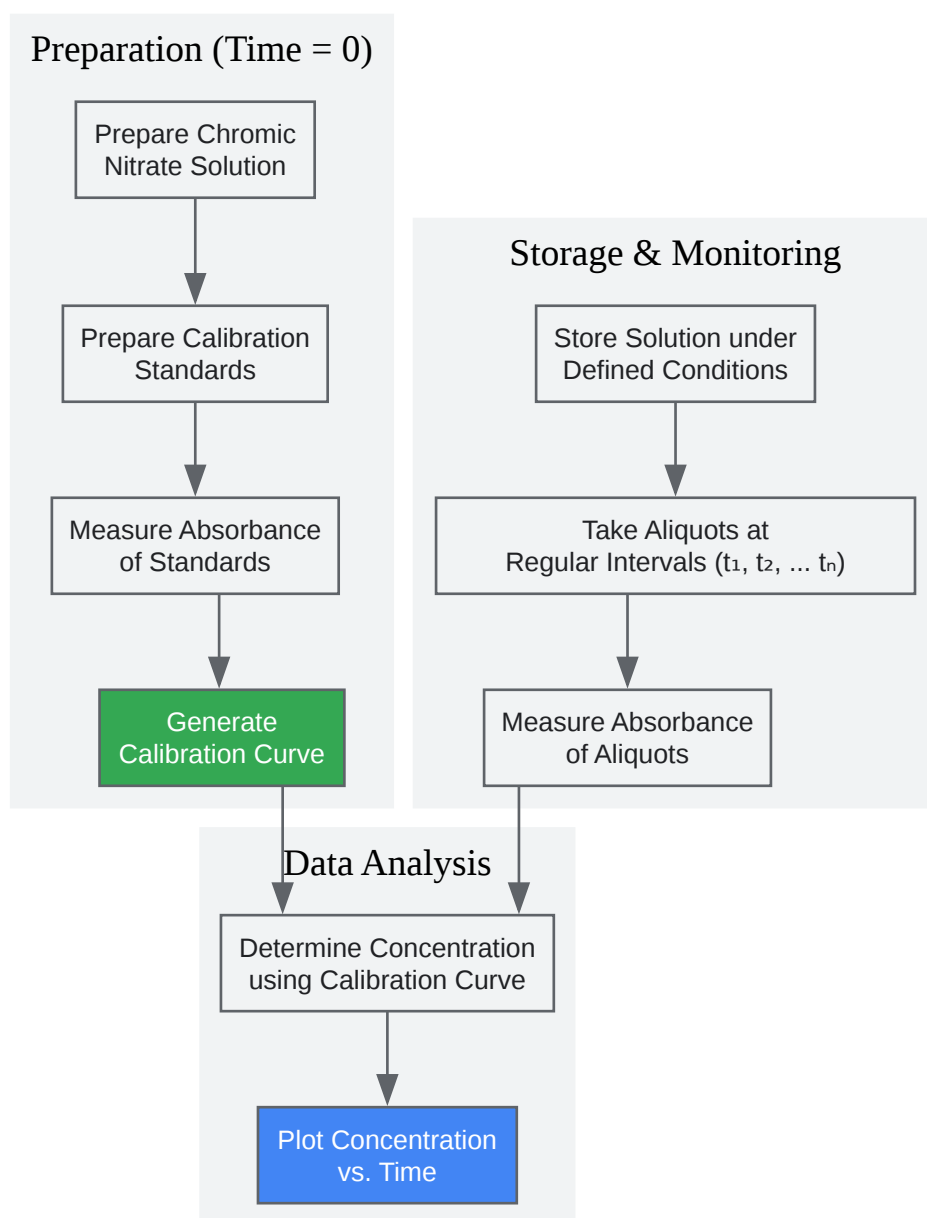 Preparation (Time = 0)
Prepare Chromic
Nitrate Solution
Prepare Calibration
Standards
Measure Absorbance
of Standards
Generate
Calibration Curve
Storage & Monitoring
Store Solution under
Defined Conditions
Take Aliquots at
Regular Intervals (t₁, t₂, ... tₙ)
Measure Absorbance
of Aliquots
Data Analysis
Determine Concentration
using Calibration Curve
Plot Concentration
vs. Time